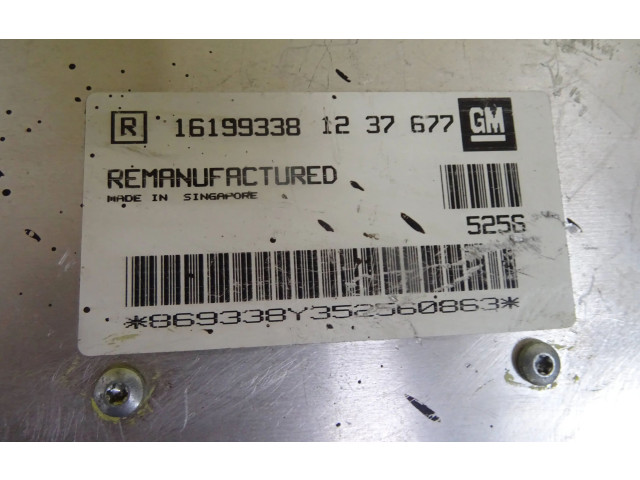 R 16199338 12 37 677 GM
REMANUFACTURED
MADE IN SINGAPORE
5256
*869338Y352560863*